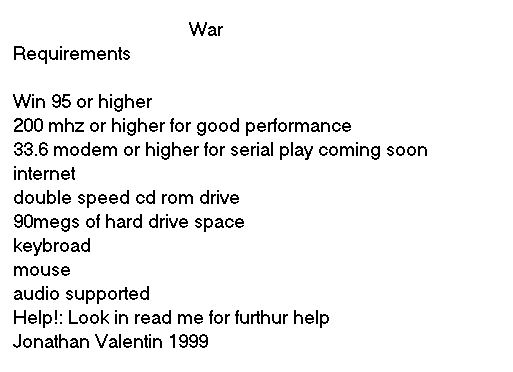 War
Requirements
Win 95 or higher
200 mhz or higher for good performance
33.6 modem or higher for serial play coming soon
internet
double speed cd rom drive
90megs of hard drive space
keybroad
mouse
audio supported
Help!: Look in read me for furthur help
Jonathan Valentin 1999